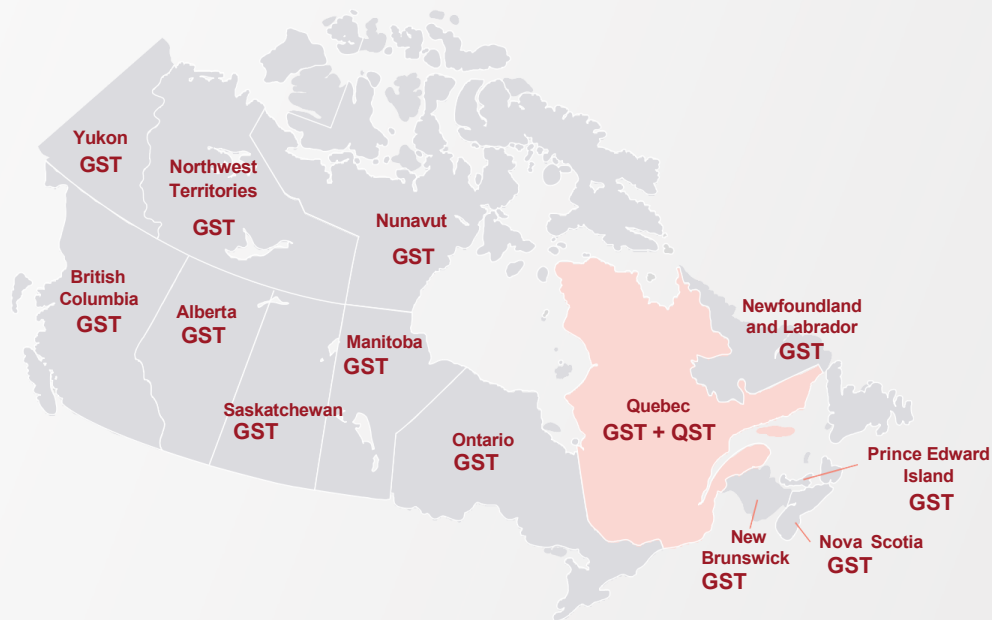 Yukon
GST
Northwest
Territories
GST
Nunavut
GST
British
Columbia
GST
Alberta
GST
Saskatchewan
GST
Manitoba
GST
Ontario
GST
Quebec
GST + QST
Newfoundland
and Labrador
GST
Prince Edward
Island
GST
New
Brunswick
GST
Nova Scotia
GST